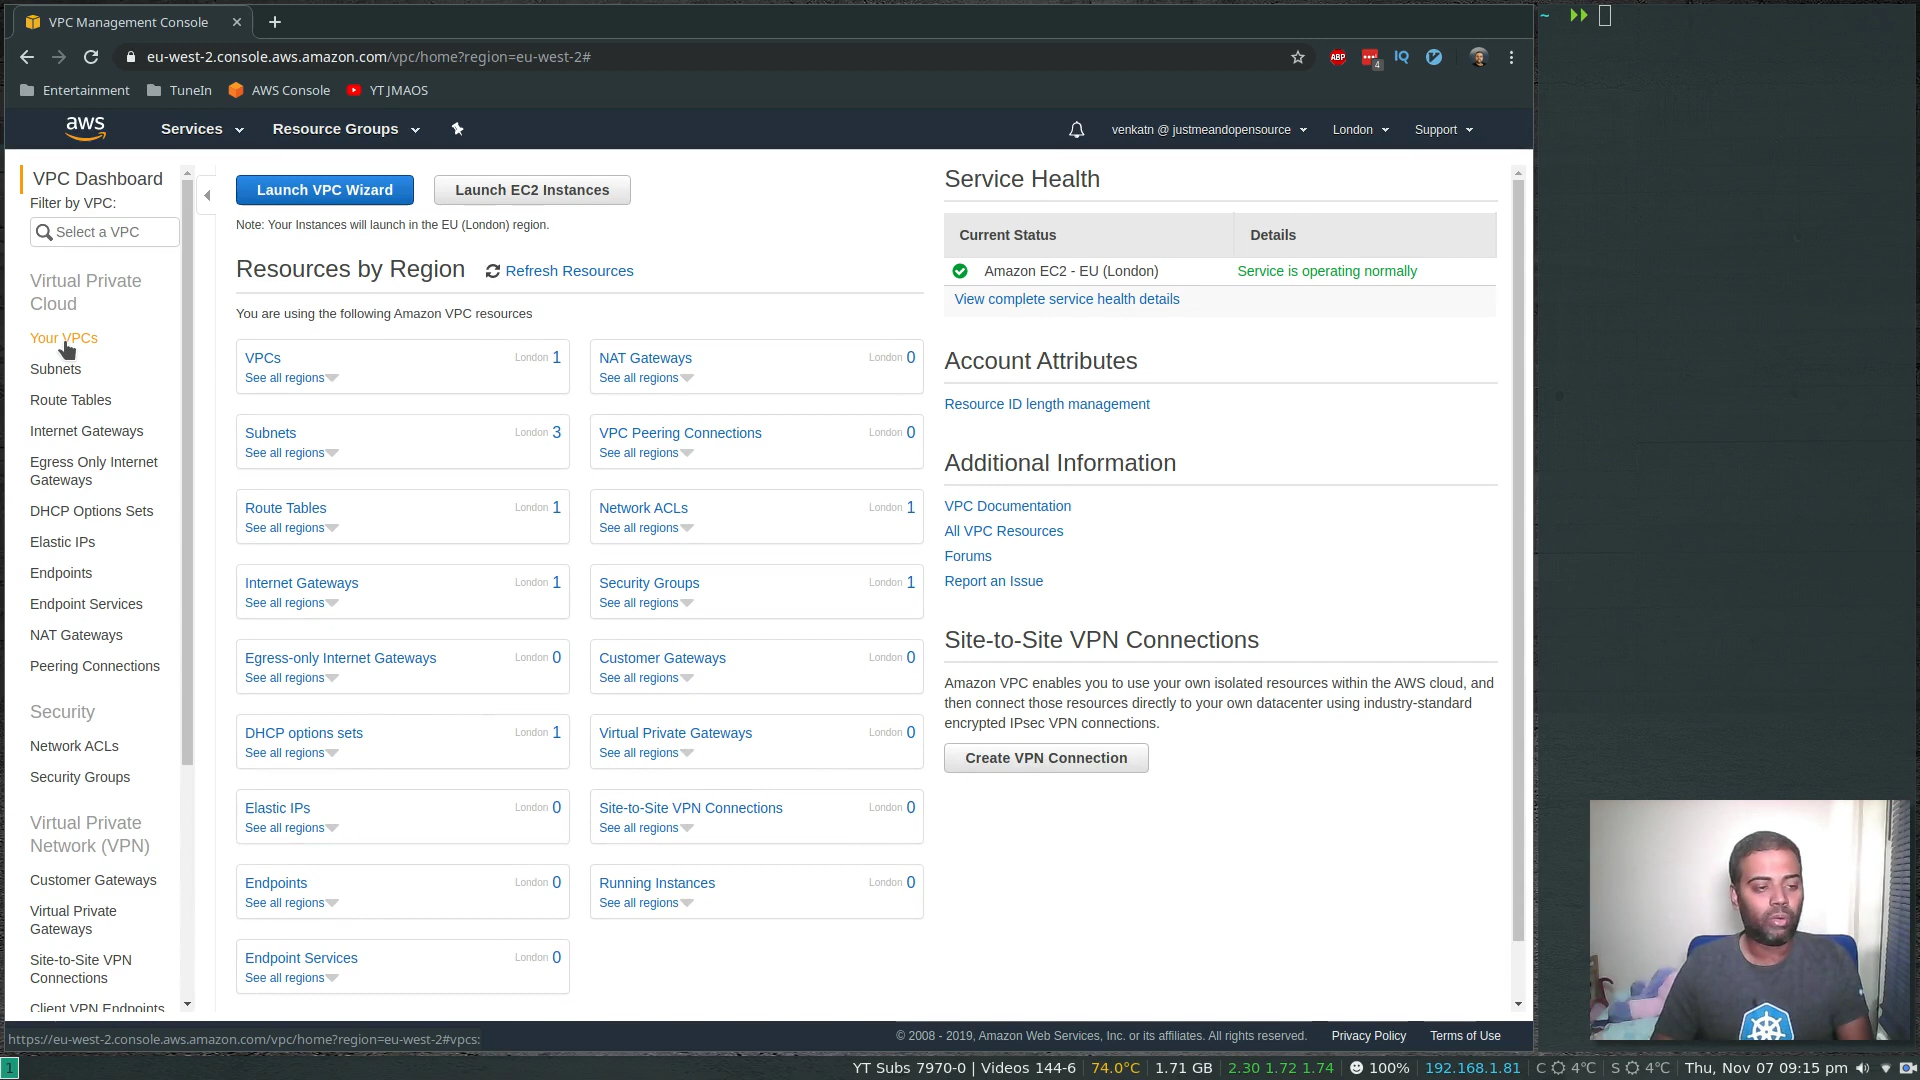 VPC Management Console
eu-west-2.console.aws.amazon.com/vpc/home?region=eu-west-2#
ABP
4
IQ
Entertainment
TuneIn
AWS Console
YT JMAOS
~
aws
Services
Resource Groups
venkatn @ justmeandopensource
London
Support
VPC Dashboard
Filter by VPC:
Select a VPC
Virtual Private
Cloud
Your VPCs
Subnets
Route Tables
Internet Gateways
Egress Only Internet
Gateways
DHCP Options Sets
Elastic IPs
Endpoints
Endpoint Services
NAT Gateways
Peering Connections
Security
Network ACLs
Security Groups
Virtual Private
Network (VPN)
Customer Gateways
Virtual Private
Gateways
Site-to-Site VPN
Connections
Client VPN Endpoints
Launch VPC Wizard
Launch EC2 Instances
Note: Your Instances will launch in the EU (London) region.
Resources by Region
Refresh Resources
You are using the following Amazon VPC resources
VPCs London 1
See all regions
NAT Gateways London 0
See all regions
Subnets London 3
See all regions
VPC Peering Connections London 0
See all regions
Route Tables London 1
See all regions
Network ACLs London 1
See all regions
Internet Gateways London 1
See all regions
Security Groups London 1
See all regions
Egress-only Internet Gateways London 0
See all regions
Customer Gateways London 0
See all regions
DHCP options sets London 1
See all regions
Virtual Private Gateways London 0
See all regions
Elastic IPs London 0
See all regions
Site-to-Site VPN Connections London 0
See all regions
Endpoints London 0
See all regions
Running Instances London 0
See all regions
Endpoint Services London 0
See all regions
Service Health
Current Status Details
Amazon EC2 - EU (London) Service is operating normally
View complete service health details
Account Attributes
Resource ID length management
Additional Information
VPC Documentation
All VPC Resources
Forums
Report an Issue
Site-to-Site VPN Connections
Amazon VPC enables you to use your own isolated resources within the AWS cloud, and
then connect those resources directly to your own datacenter using industry-standard
encrypted IPsec VPN connections.
Create VPN Connection
https://eu-west-2.console.aws.amazon.com/vpc/home?region=eu-west-2#vpcs:
© 2008 - 2019, Amazon Web Services, Inc. or its affiliates. All rights reserved. Privacy Policy Terms of Use
1
YT Subs 7970-0 | Videos 144-6 | 74.0°C | 1.71 GB | 2.30 1.72 1.74 | 100% | 192.168.1.81 | C 4°C | S 4°C | Thu, Nov 07 09:15 pm